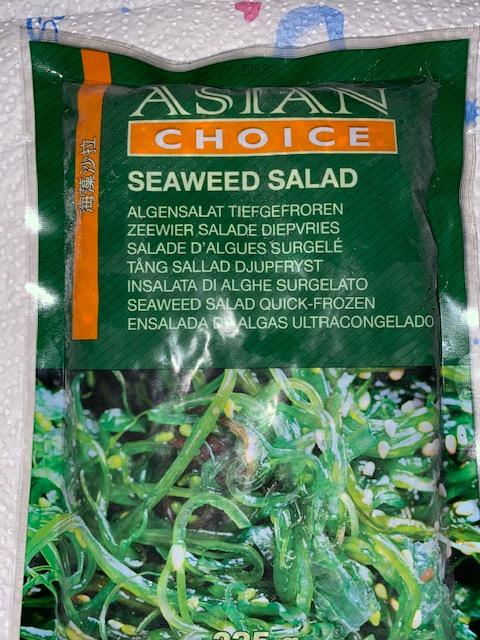 ASIAN
CHOICE
海藻沙拉
SEAWEED SALAD
ALGENSALAT TIEFGEFROREN
ZEEWIER SALADE DIEPVRIES
SALADE D'ALGUES SURGELÉ
TÅNG SALLAD DJUPFRYST
INSALATA DI ALGHE SURGELATO
SEAWEED SALAD QUICK-FROZEN
ENSALADA DE ALGAS ULTRACONGELADO